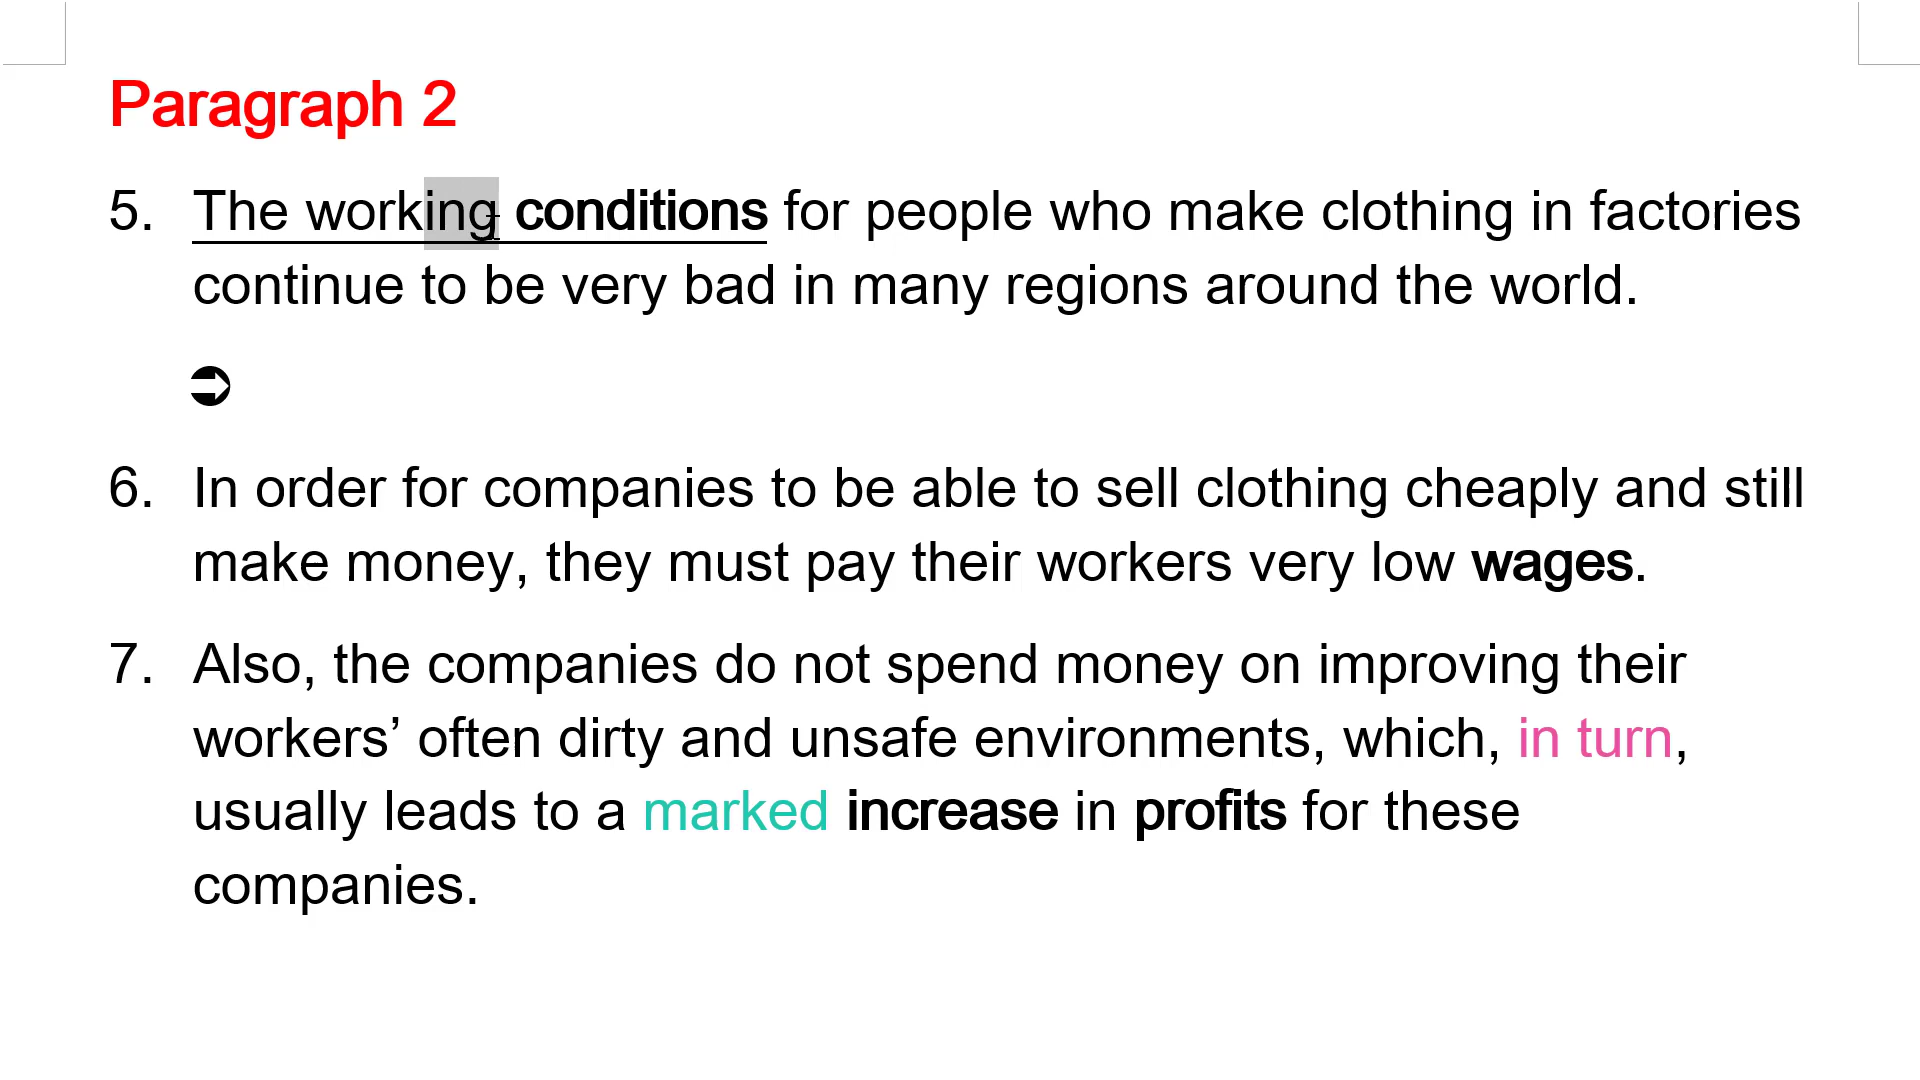 Paragraph 2
5. The working conditions for people who make clothing in factories
continue to be very bad in many regions around the world.
➲
6. In order for companies to be able to sell clothing cheaply and still
make money, they must pay their workers very low wages.
7. Also, the companies do not spend money on improving their
workers’ often dirty and unsafe environments, which, in turn,
usually leads to a marked increase in profits for these
companies.